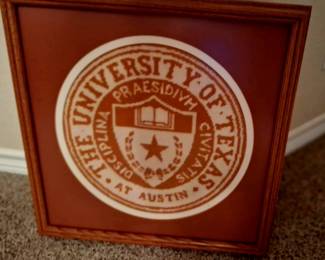 THE UNIVERSITY OF TEXAS
AT AUSTIN
DISCIPLINA PRAESIDIVM CIVITATIS